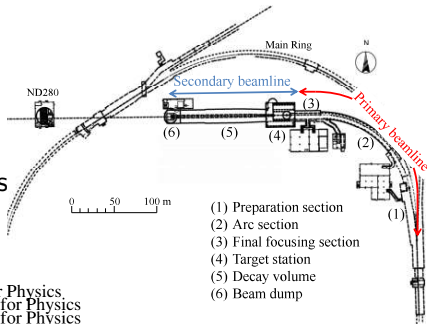 Main Ring
N
ND280
Secondary beamline
Primary beamline
(3)
(6)
(5)
(4)
(2)
(1)
0 50 100 m
(1) Preparation section
(2) Arc section
(3) Final focusing section
(4) Target station
(5) Decay volume
(6) Beam dump
s
r Physics
for Physics
for Physics